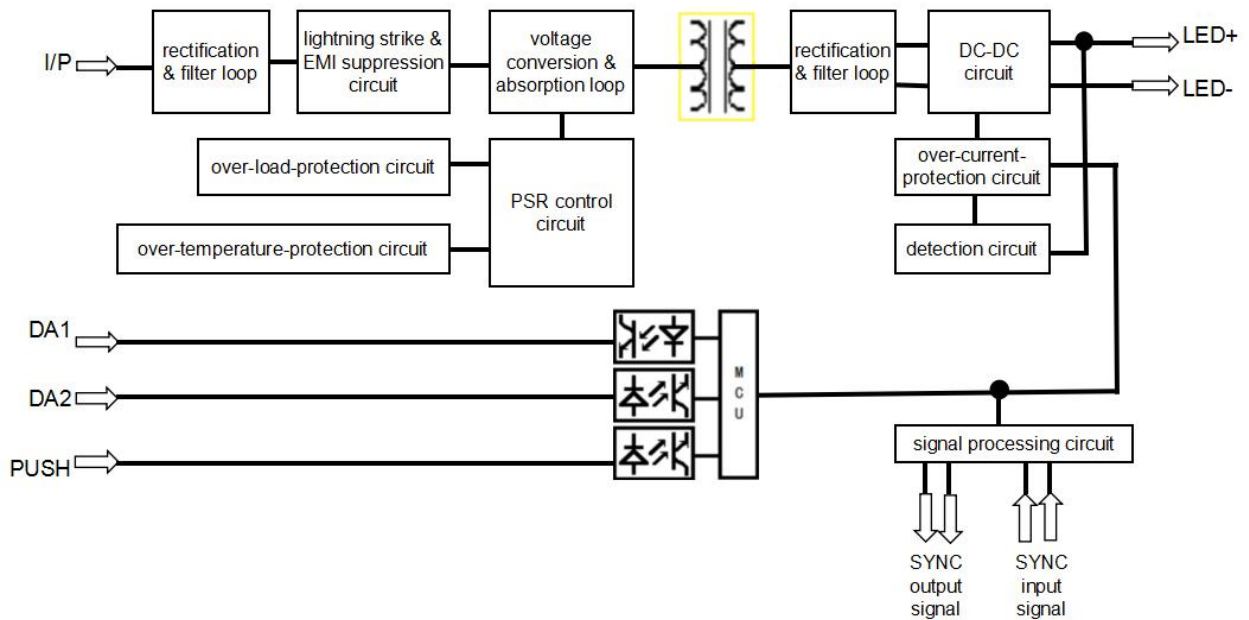 I/P
rectification
& filter loop
lightning strike &
EMI suppression
circuit
voltage
conversion &
absorption loop
rectification
& filter loop
DC-DC
circuit
LED+
LED-
over-load-protection circuit
PSR control
circuit
over-current-
protection circuit
over-temperature-protection circuit
detection circuit
DA1
DA2
PUSH
M
C
U
signal processing circuit
SYNC
output
signal
SYNC
input
signal